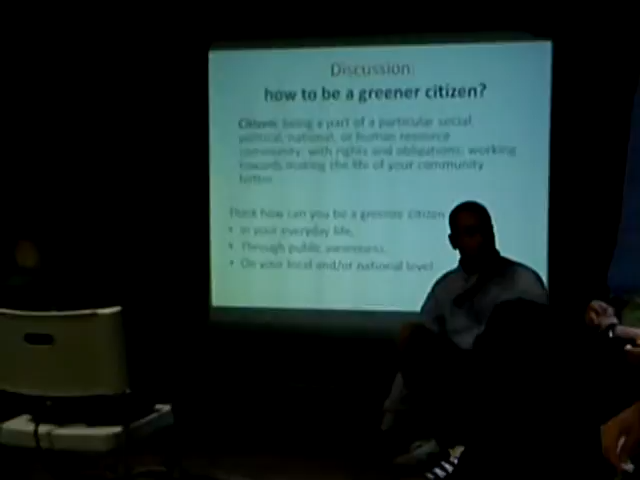 Discussion:
how to be a greener citizen?
Citizen: being a part of a particular social,
political, national, or human resource
community, with rights and obligations; working
towards making the life of your community
better.
Think how can you be a greener citizen
• In your everyday life,
• Through public awareness,
• On your local and/or national level